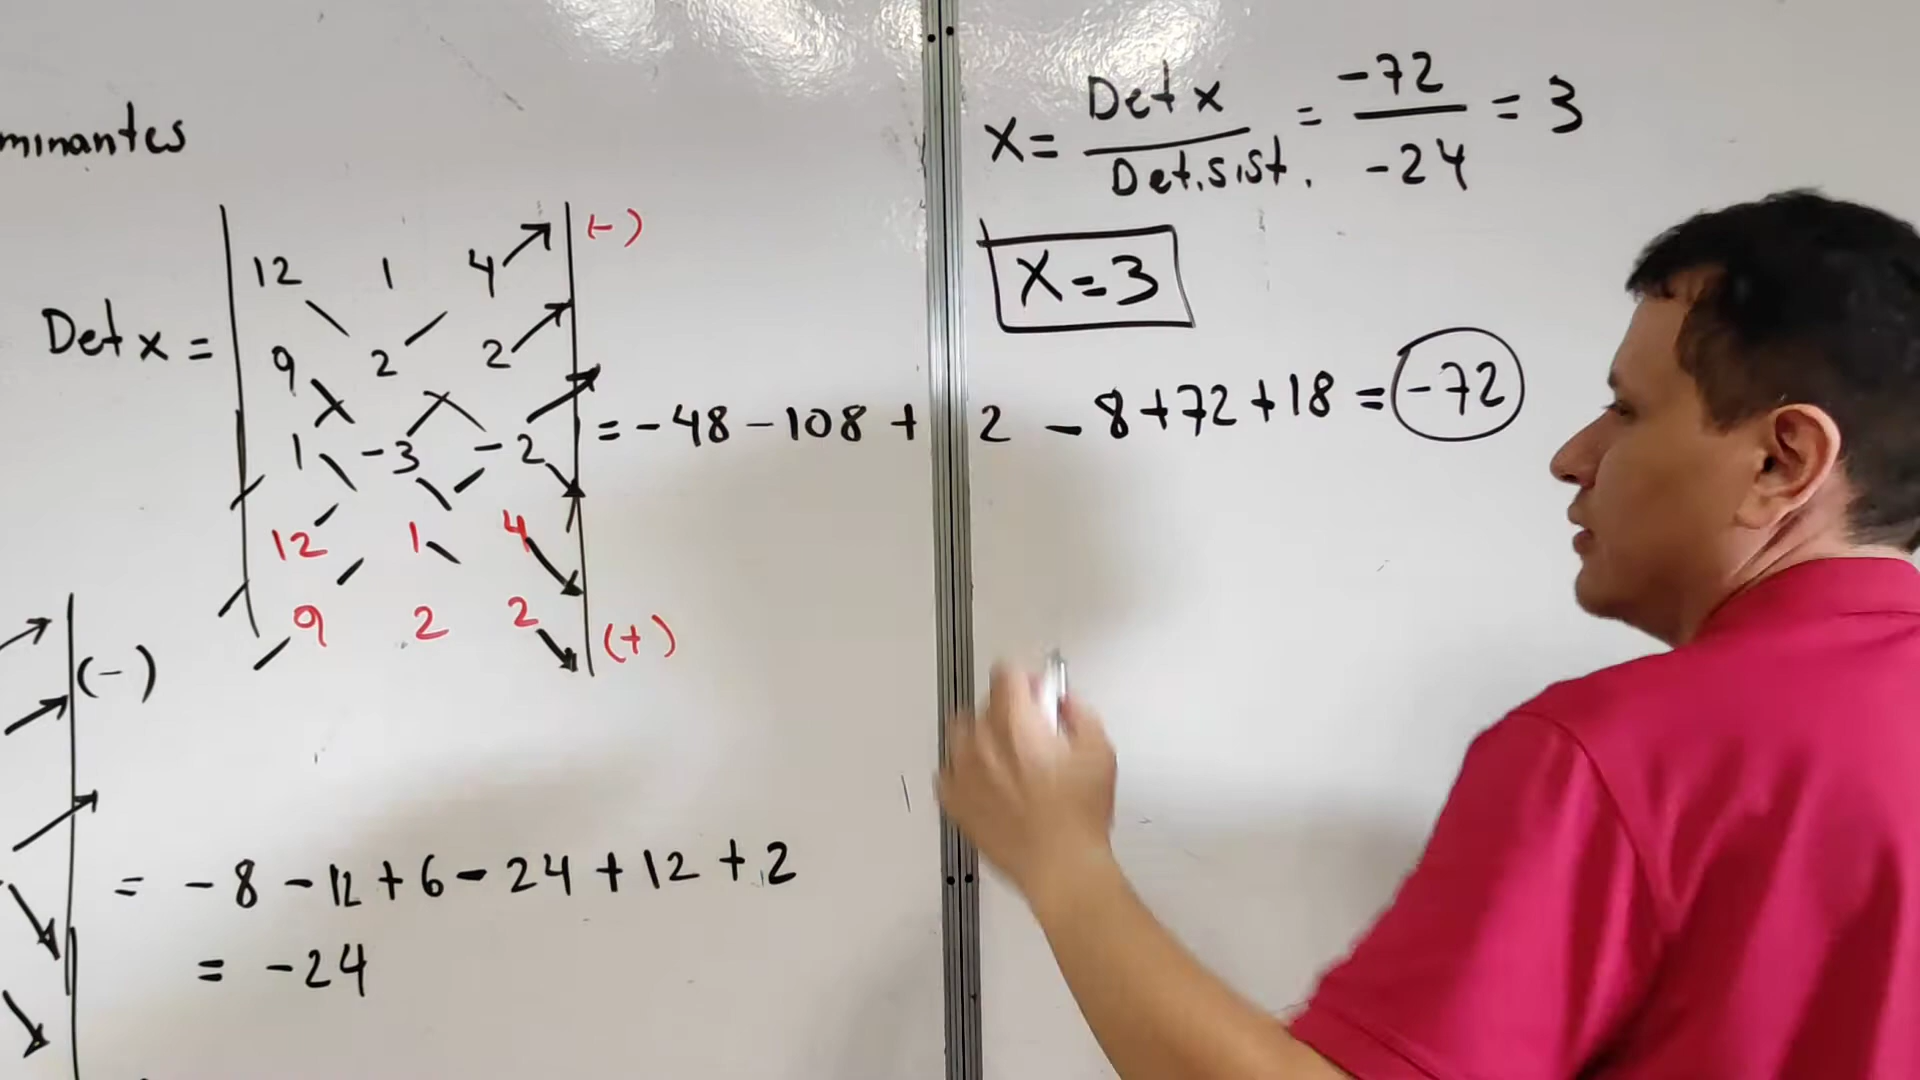 minantes
12 1 4 (-)
Det x = 9 2 2
1 -3 -2 = -48 -108 + 2 - 8 + 72 + 18 = -72
12 1 4
9 2 2 (+)
(-)
= -8 -12 + 6 - 24 + 12 + 2
= -24
X = Det x / Det.sist. = -72 / -24 = 3
X = 3